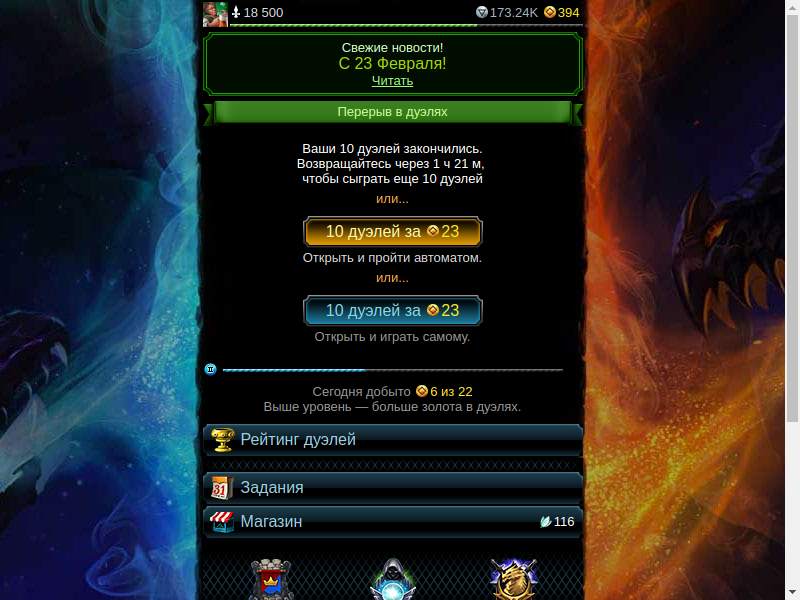 18 500 173.24K 394
Свежие новости!
С 23 Февраля!
Читать
Перерыв в дуэлях
Ваши 10 дуэлей закончились.
Возвращайтесь через 1 ч 21 м,
чтобы сыграть еще 10 дуэлей
или...
10 дуэлей за 23
Открыть и пройти автоматом.
или...
10 дуэлей за 23
Открыть и играть самому.
II
Сегодня добыто 6 из 22
Выше уровень — больше золота в дуэлях.
Рейтинг дуэлей
31 Задания
Магазин 116